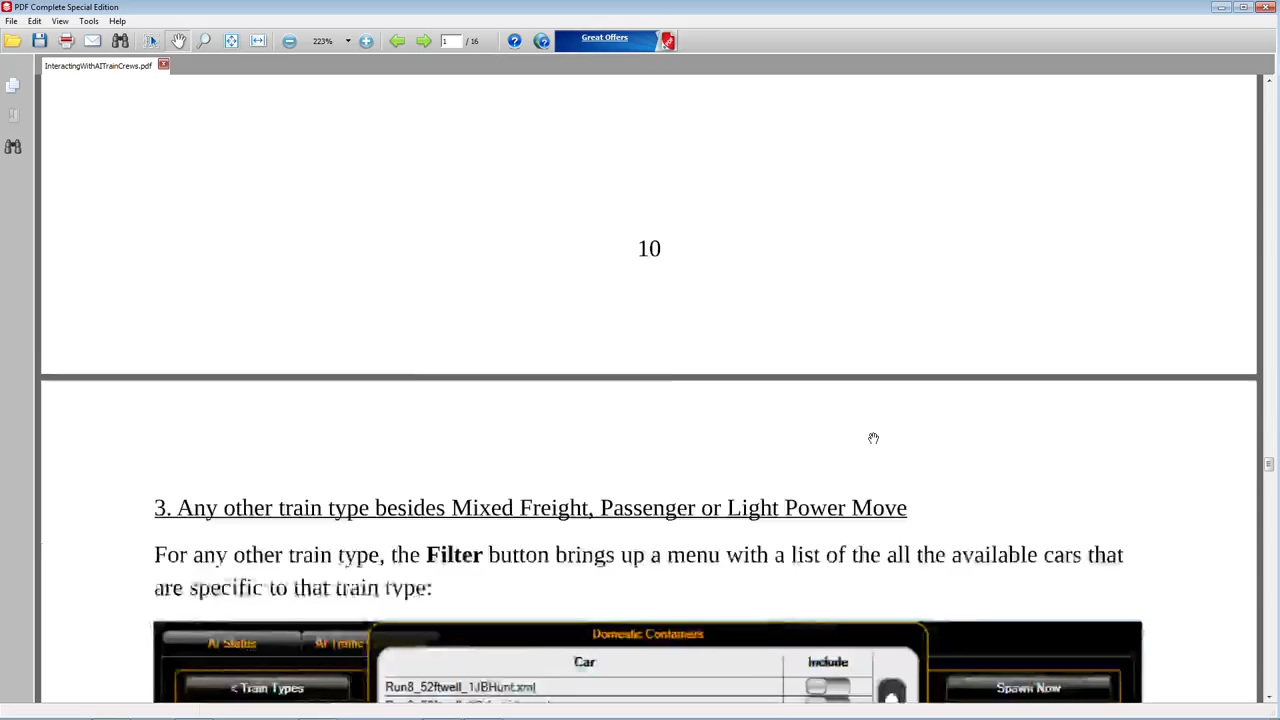 PDF Complete Special Edition
File Edit View Tools Help
223% 1 / 16 Great Offers
InteractingWithAITrainCrews.pdf
10
3. Any other train type besides Mixed Freight, Passenger or Light Power Move
For any other train type, the Filter button brings up a menu with a list of the all the available cars that
are specific to that train type:
AI Status AI Traffic Domestic Containers
Car Include
< Train Types Run8_52ftwell_1JBHunt.xml Spawn Now